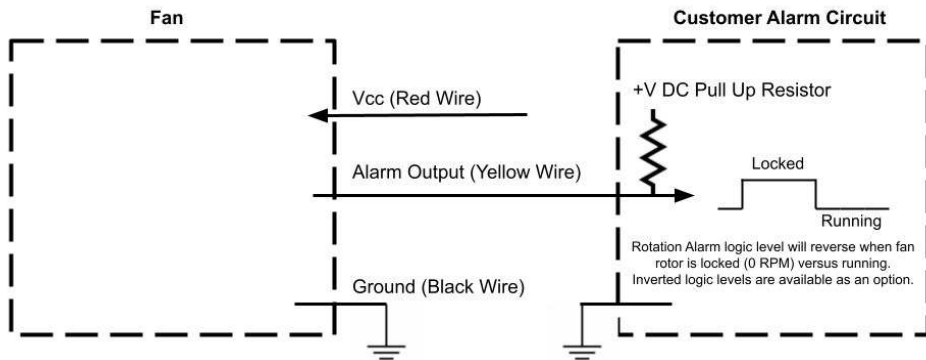 Fan
Customer Alarm Circuit
Vcc (Red Wire)
+V DC Pull Up Resistor
Alarm Output (Yellow Wire)
Locked
Running
Rotation Alarm logic level will reverse when fan
rotor is locked (0 RPM) versus running.
Inverted logic levels are available as an option.
Ground (Black Wire)